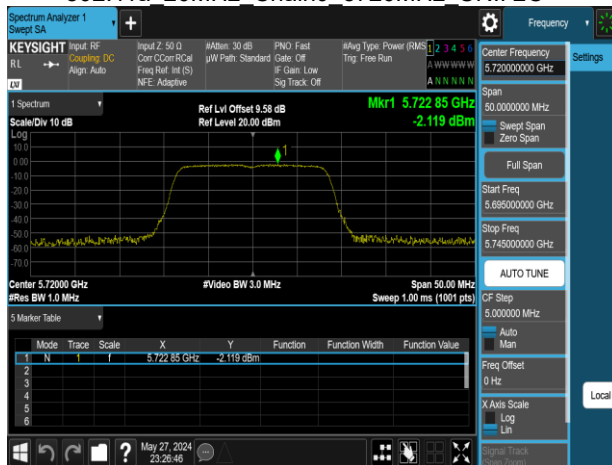 Spectrum Analyzer 1
Swept SA
+
Frequency
KEYSIGHT
RL
Input: RF
Coupling: DC
Align: Auto
Input Z: 50 Ω
Corr CCorr RCal
Freq Ref: Int (S)
NFE: Adaptive
#Atten: 30 dB
µW Path: Standard
PNO: Fast
Gate: Off
IF Gain: Low
Sig Track: Off
#Avg Type: Power (RMS
Trig: Free Run
1 2 3 4 5 6
A W W W W W
A N N N N N
LXI
1 Spectrum
Scale/Div 10 dB
Log
Ref Lvl Offset 9.58 dB
Ref Level 20.00 dBm
Mkr1 5.722 85 GHz
-2.119 dBm
10.0
0.00
-10.0
-20.0
-30.0
-40.0
-50.0
-60.0
-70.0
1
Center 5.72000 GHz
#Res BW 1.0 MHz
#Video BW 3.0 MHz
Span 50.00 MHz
Sweep 1.00 ms (1001 pts)
5 Marker Table
Mode Trace Scale X Y Function Function Width Function Value
1 N 1 f 5.722 85 GHz -2.119 dBm
2
3
4
5
6
?
May 27, 2024
23:26:46
Center Frequency
5.720000000 GHz
Settings
Span
50.0000000 MHz
Swept Span
Zero Span
Full Span
Start Freq
5.695000000 GHz
Stop Freq
5.745000000 GHz
AUTO TUNE
CF Step
5.000000 MHz
Auto
Man
Freq Offset
0 Hz
X Axis Scale
Log
Lin
Local
Signal Track
(Span Zoom)